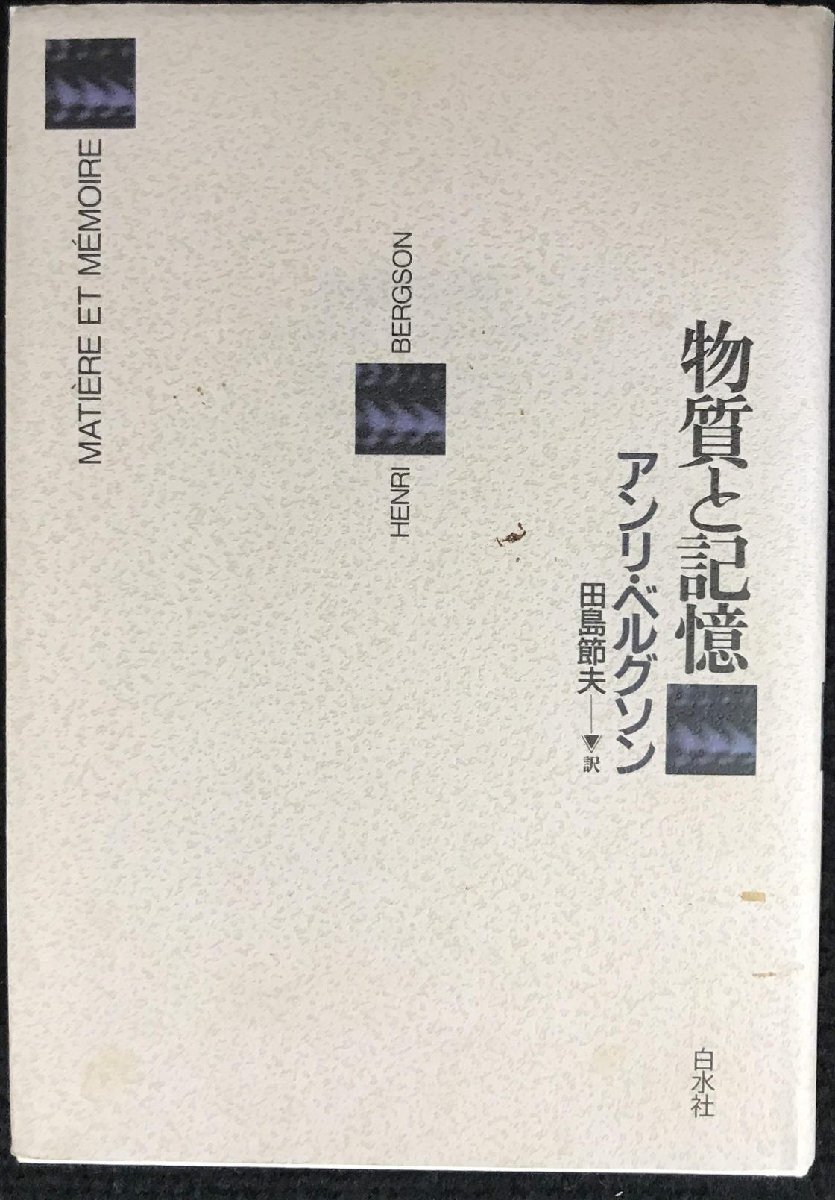 物質と記憶
アンリ・ベルグソン
田島節夫
訳
HENRI BERGSON
MATIÈRE ET MÉMOIRE
白水社